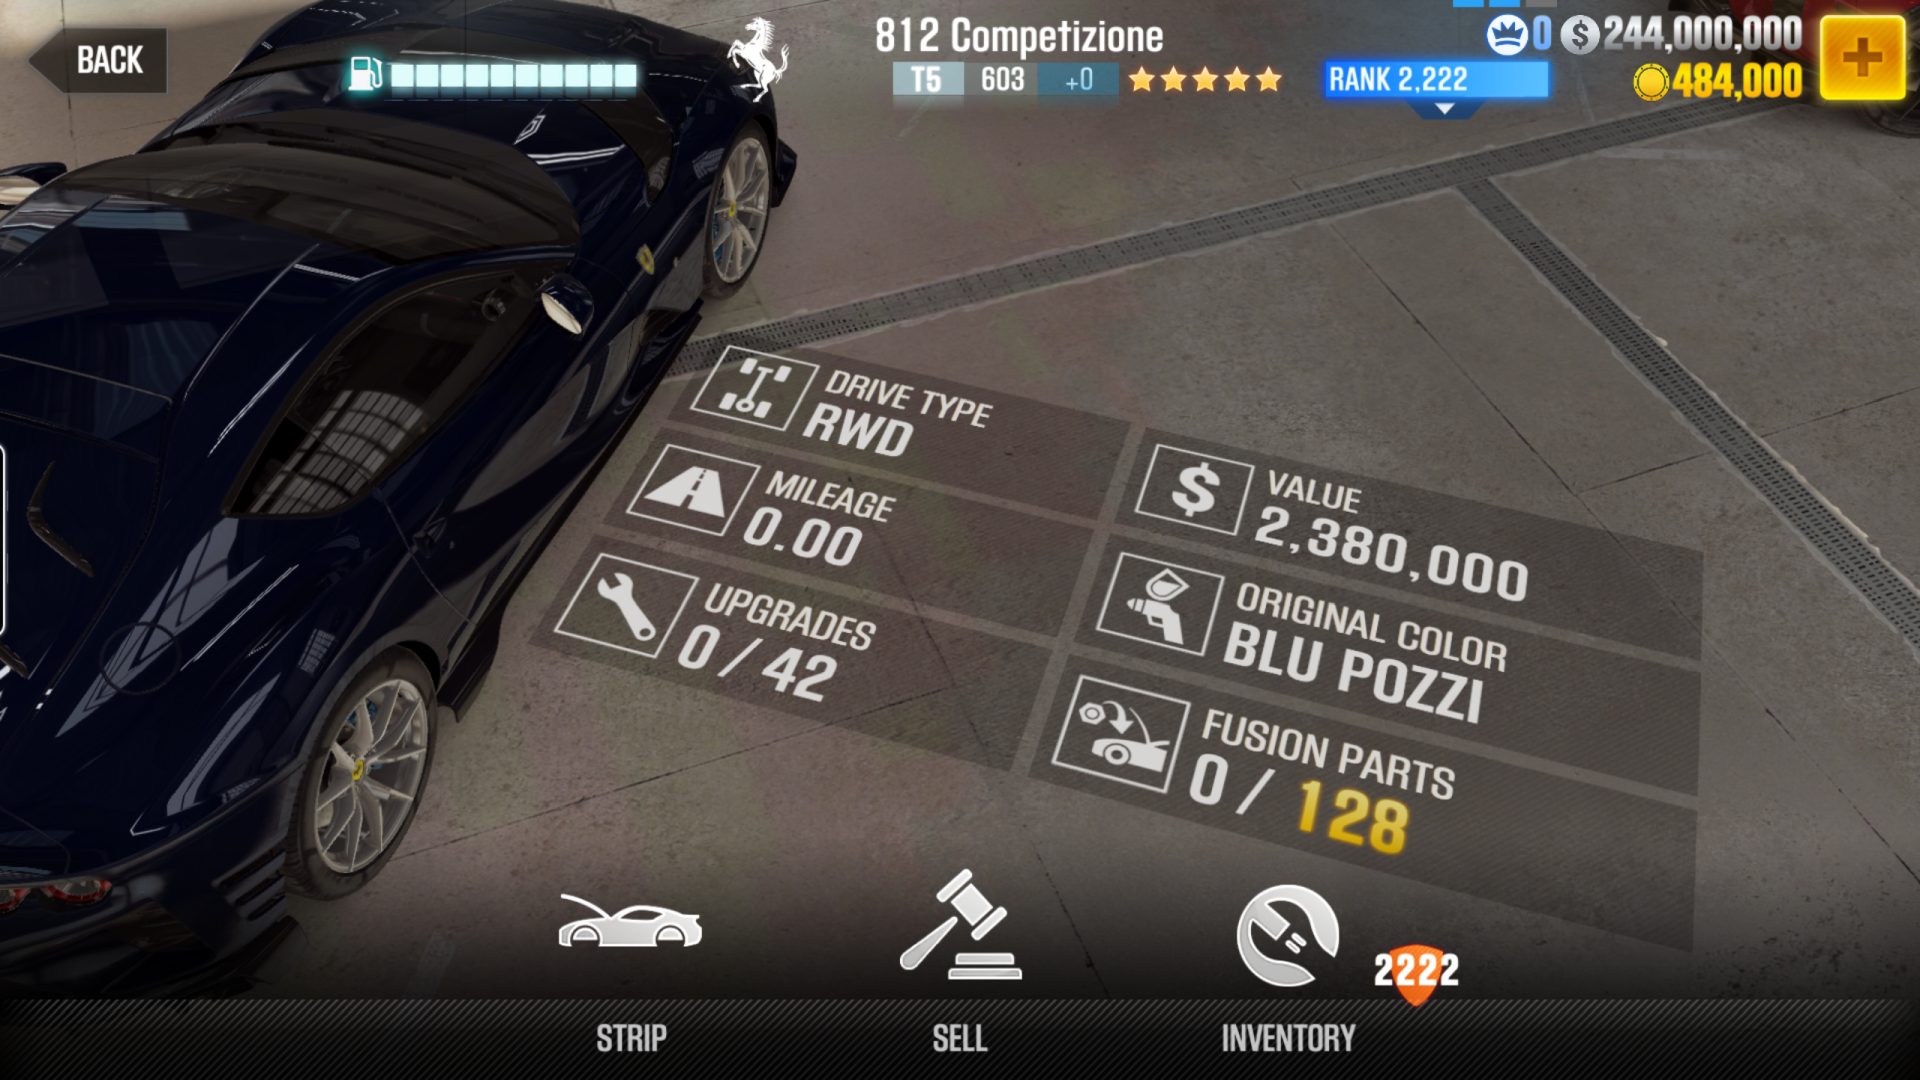 BACK
812 Competizione
T5 603 +0
RANK 2,222
0 244,000,000
484,000
DRIVE TYPE
RWD
MILEAGE
0.00
UPGRADES
0/42
VALUE
2,380,000
ORIGINAL COLOR
BLU POZZI
FUSION PARTS
0/ 128
STRIP
SELL
INVENTORY
2222